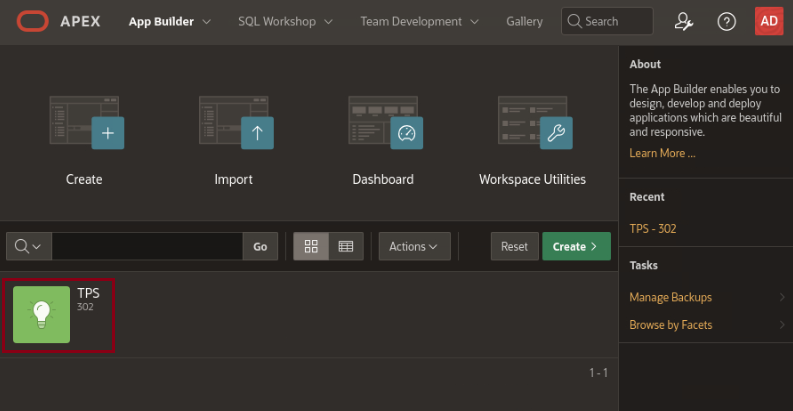 APEX App Builder SQL Workshop Team Development Gallery Search AD
Create Import Dashboard Workspace Utilities
Go Actions Reset Create
TPS
302
1 - 1
About
The App Builder enables you to
design, develop and deploy
applications which are beautiful
and responsive.
Learn More ...
Recent
TPS - 302
Tasks
Manage Backups
Browse by Facets